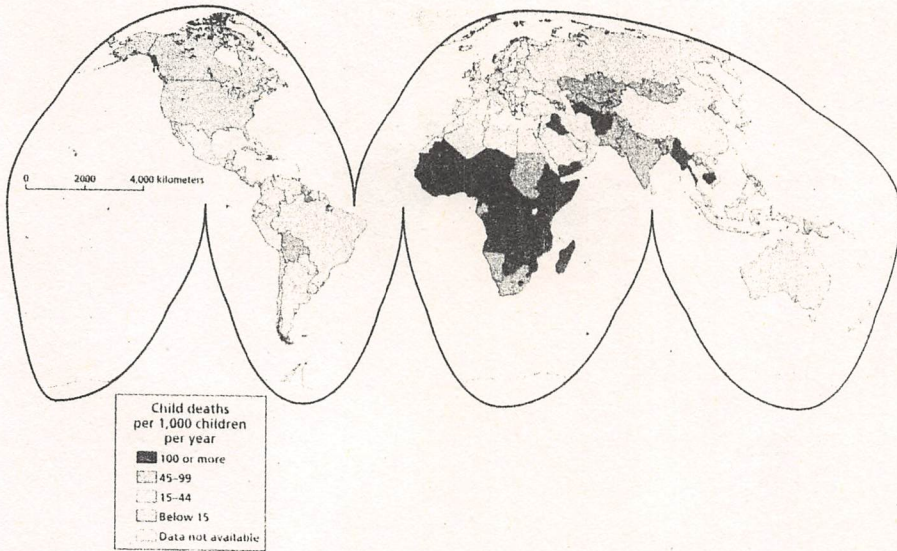 0 2000 4,000 kilometers
Child deaths
per 1,000 children
per year
100 or more
45–99
15–44
Below 15
Data not available